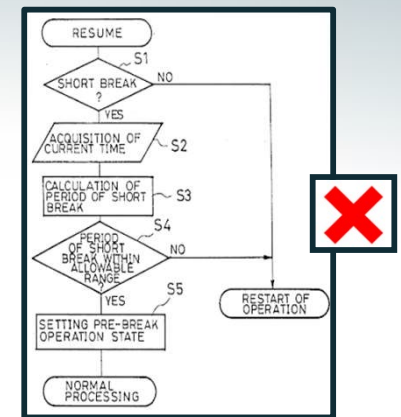 RESUME
S1
SHORT BREAK
?
NO
YES
ACQUISITION OF
CURRENT TIME
S2
CALCULATION OF
PERIOD OF SHORT
BREAK
S3
S4
PERIOD
OF SHORT
BREAK WITHIN
ALLOWABLE
RANGE
?
NO
YES
S5
SETTING PRE-BREAK
OPERATION STATE
RESTART OF
OPERATION
NORMAL
PROCESSING